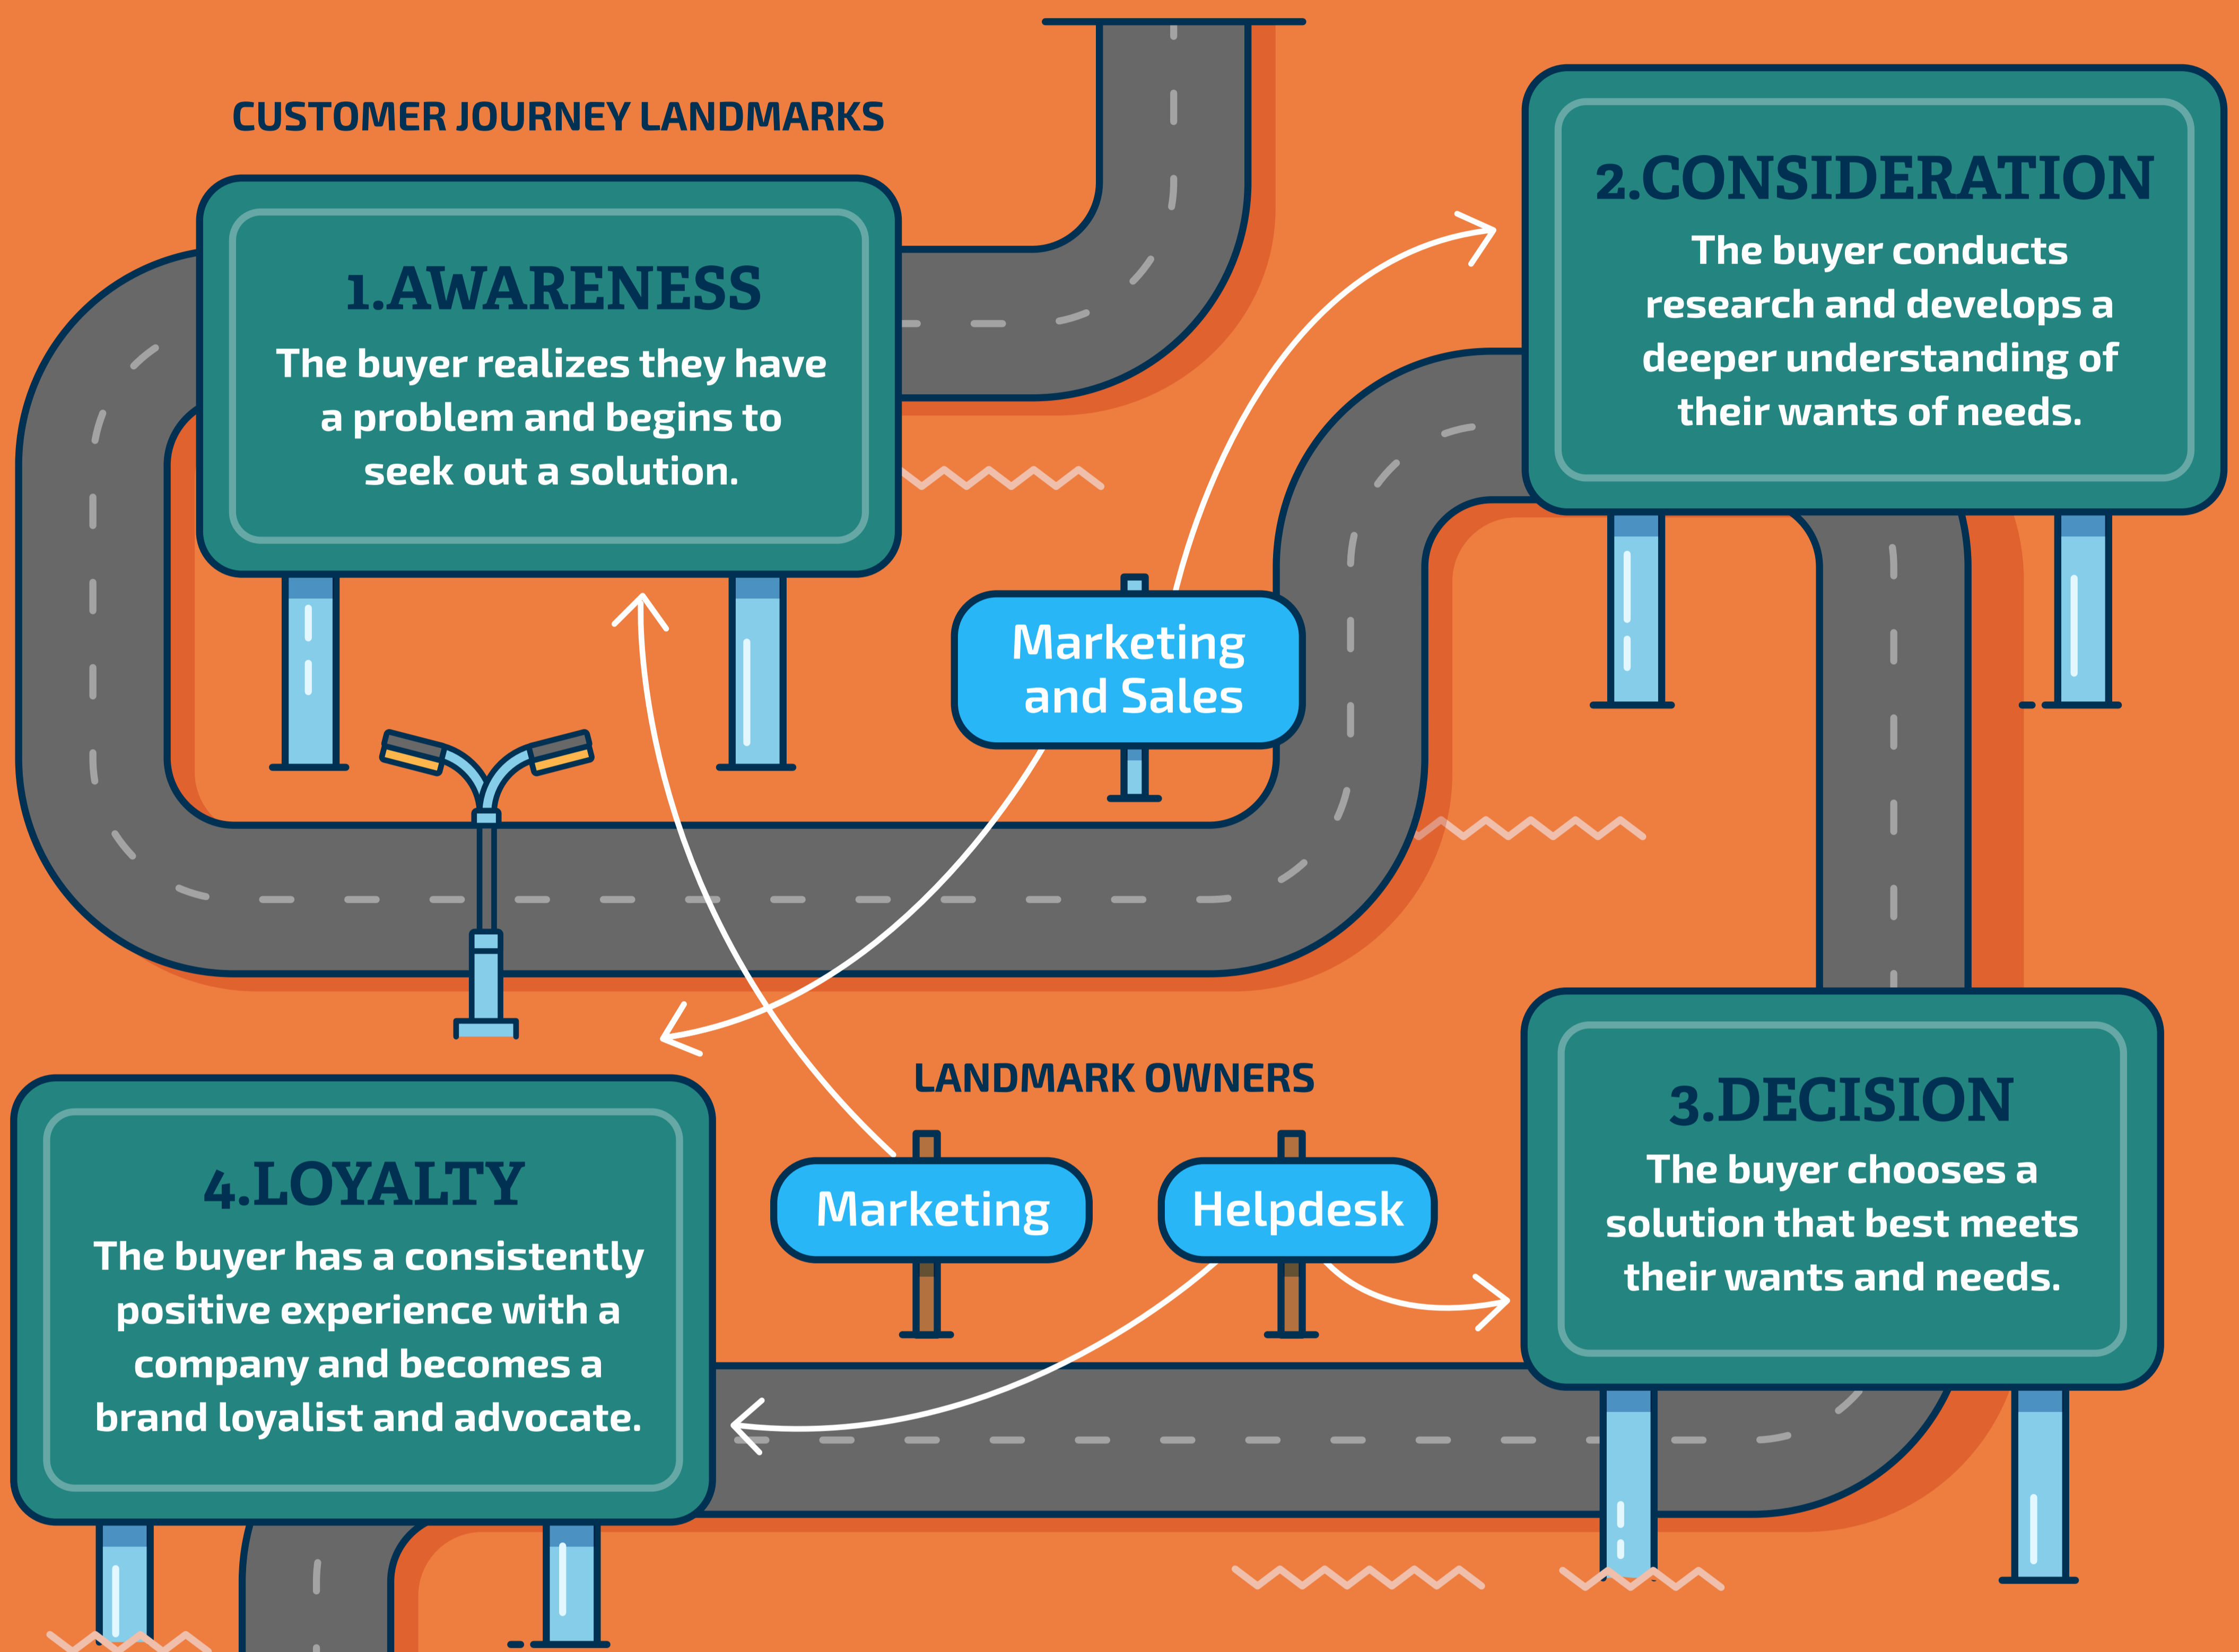 CUSTOMER JOURNEY LANDMARKS
1.AWARENESS
The buyer realizes they have
a problem and begins to
seek out a solution.
2.CONSIDERATION
The buyer conducts
research and develops a
deeper understanding of
their wants of needs.
Marketing
and Sales
LANDMARK OWNERS
Marketing
Helpdesk
3.DECISION
The buyer chooses a
solution that best meets
their wants and needs.
4.LOYALTY
The buyer has a consistently
positive experience with a
company and becomes a
brand loyalist and advocate.